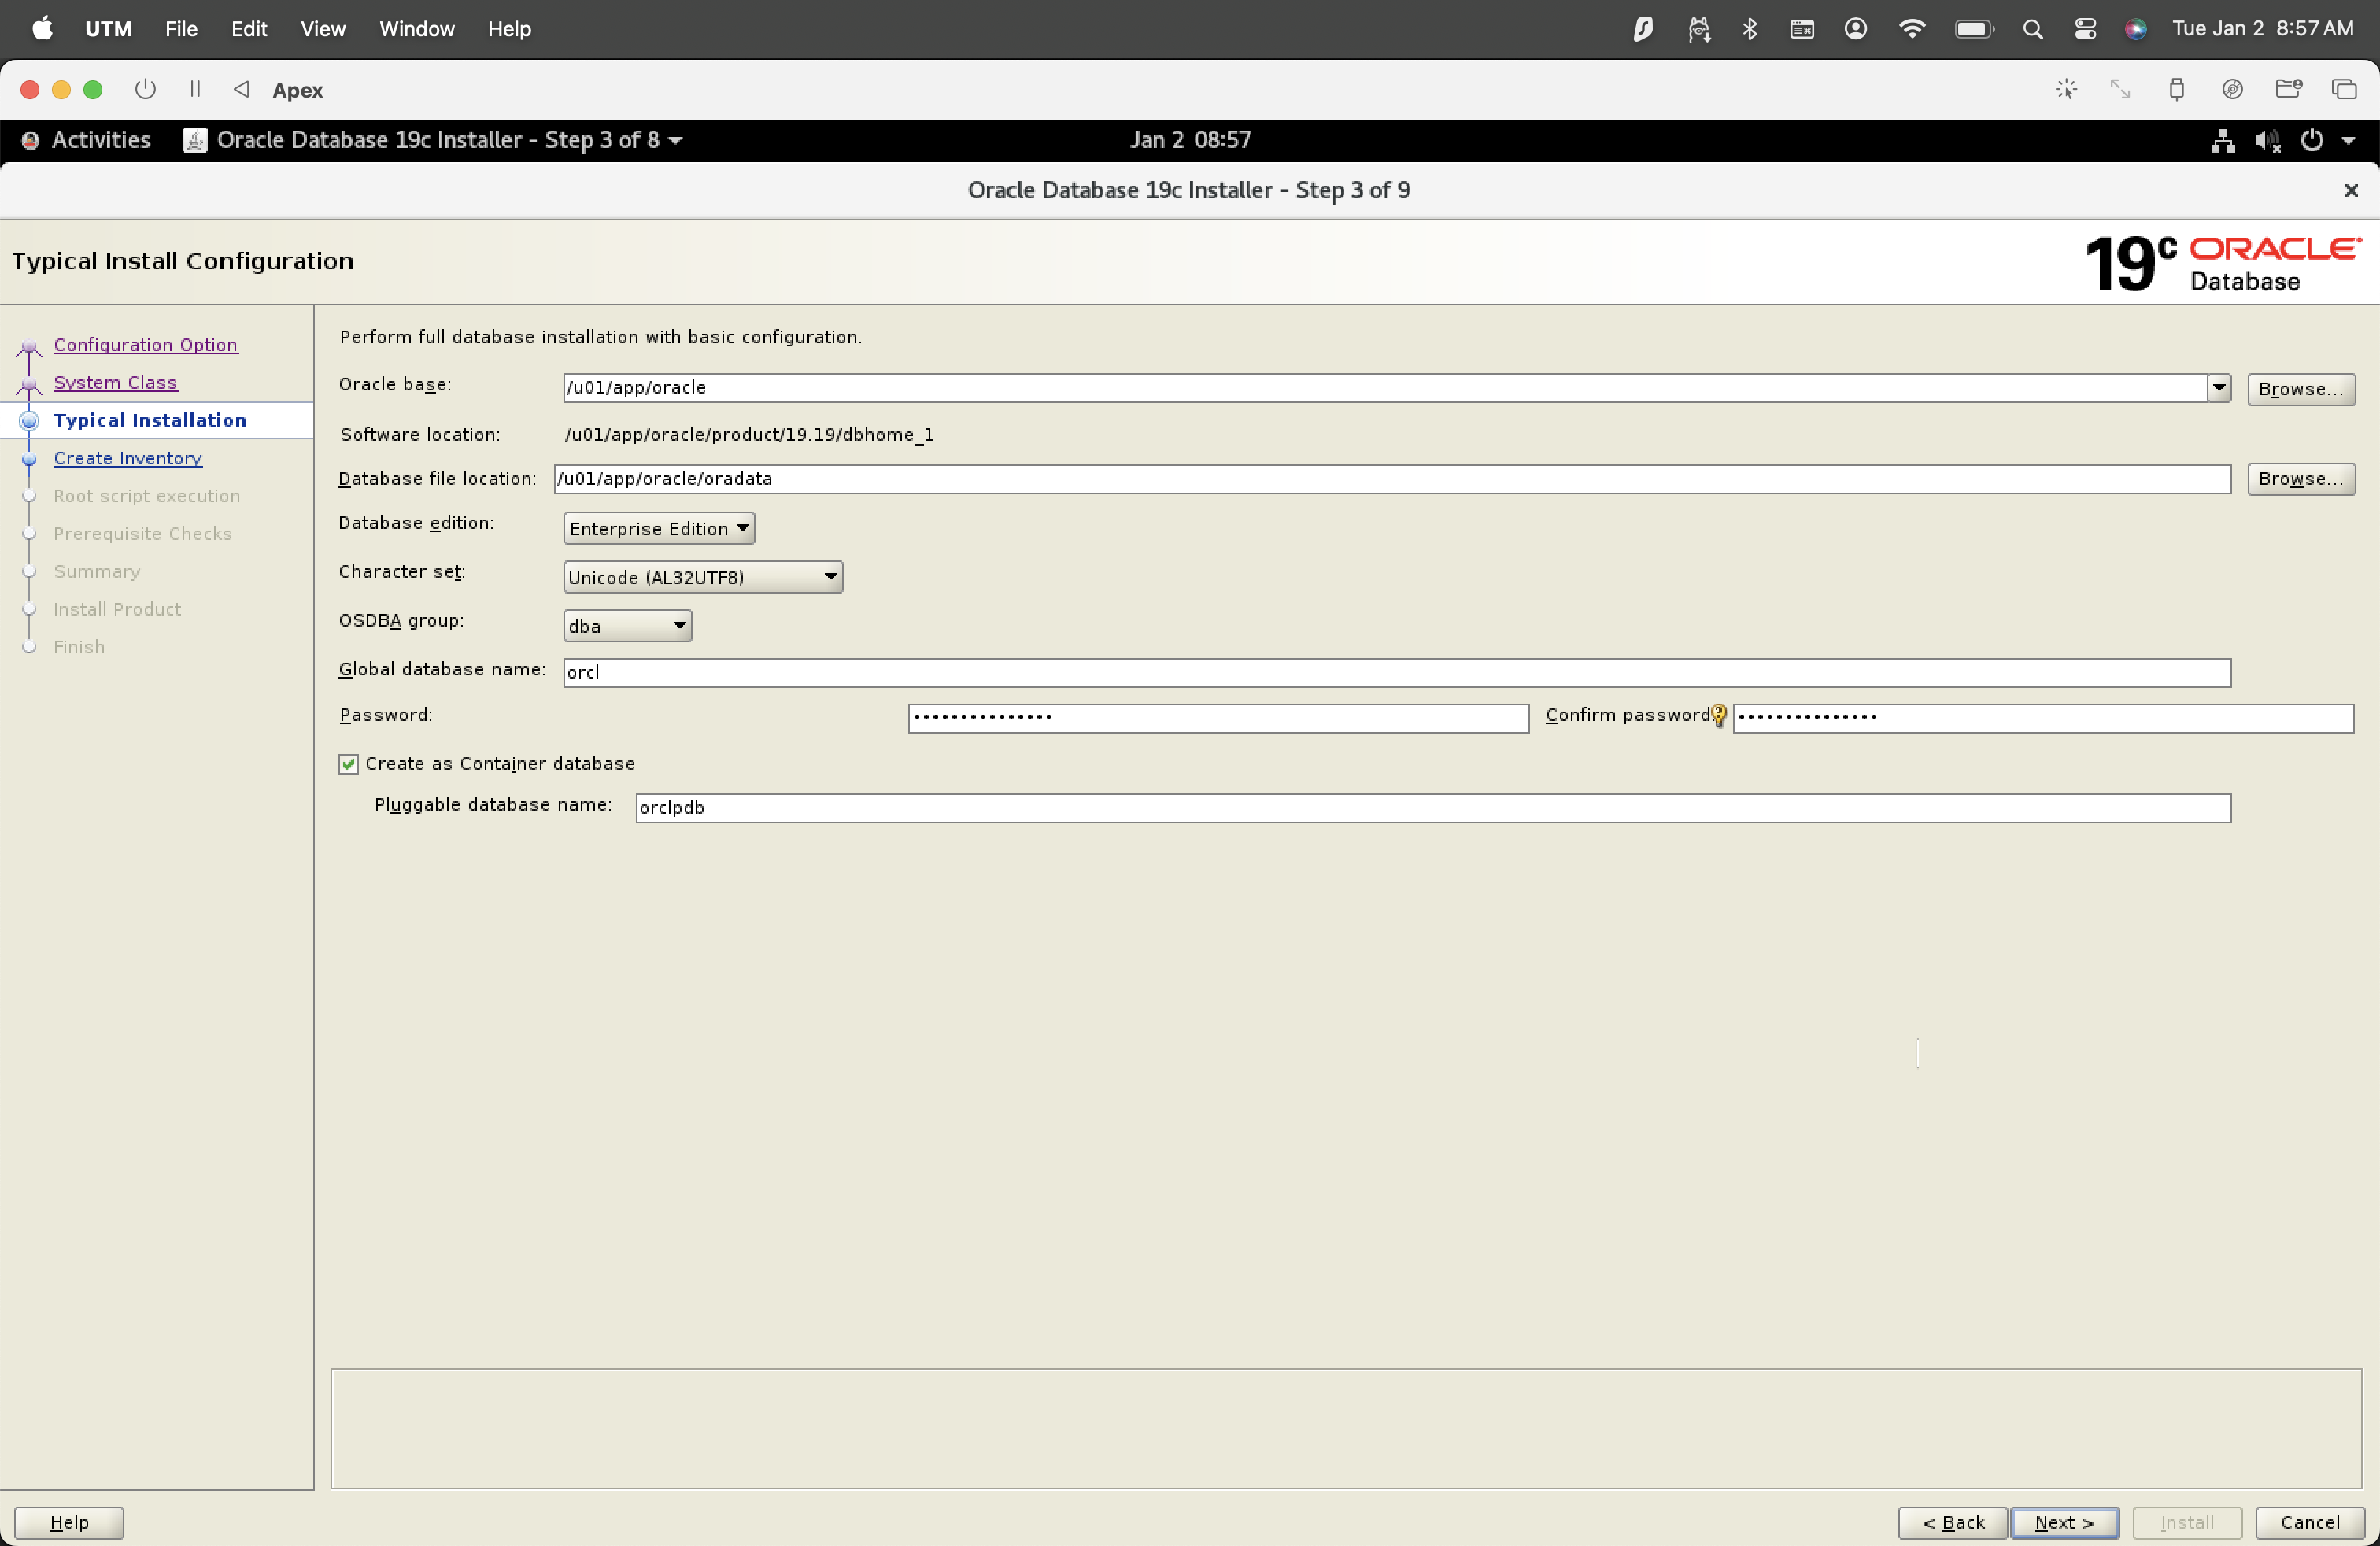 UTM File Edit View Window Help Tue Jan 2 8:57 AM
Apex
Activities Oracle Database 19c Installer - Step 3 of 8 Jan 2 08:57
Oracle Database 19c Installer - Step 3 of 9
Typical Install Configuration
19c ORACLE
Database
Configuration Option
System Class
Typical Installation
Create Inventory
Root script execution
Prerequisite Checks
Summary
Install Product
Finish
Perform full database installation with basic configuration.
Oracle base: /u01/app/oracle Browse...
Software location: /u01/app/oracle/product/19.19/dbhome_1
Database file location: /u01/app/oracle/oradata Browse...
Database edition: Enterprise Edition
Character set: Unicode (AL32UTF8)
OSDBA group: dba
Global database name: orcl
Password: ••••••••••••••• Confirm password: •••••••••••••••
Create as Container database
Pluggable database name: orclpdb
Help < Back Next > Install Cancel